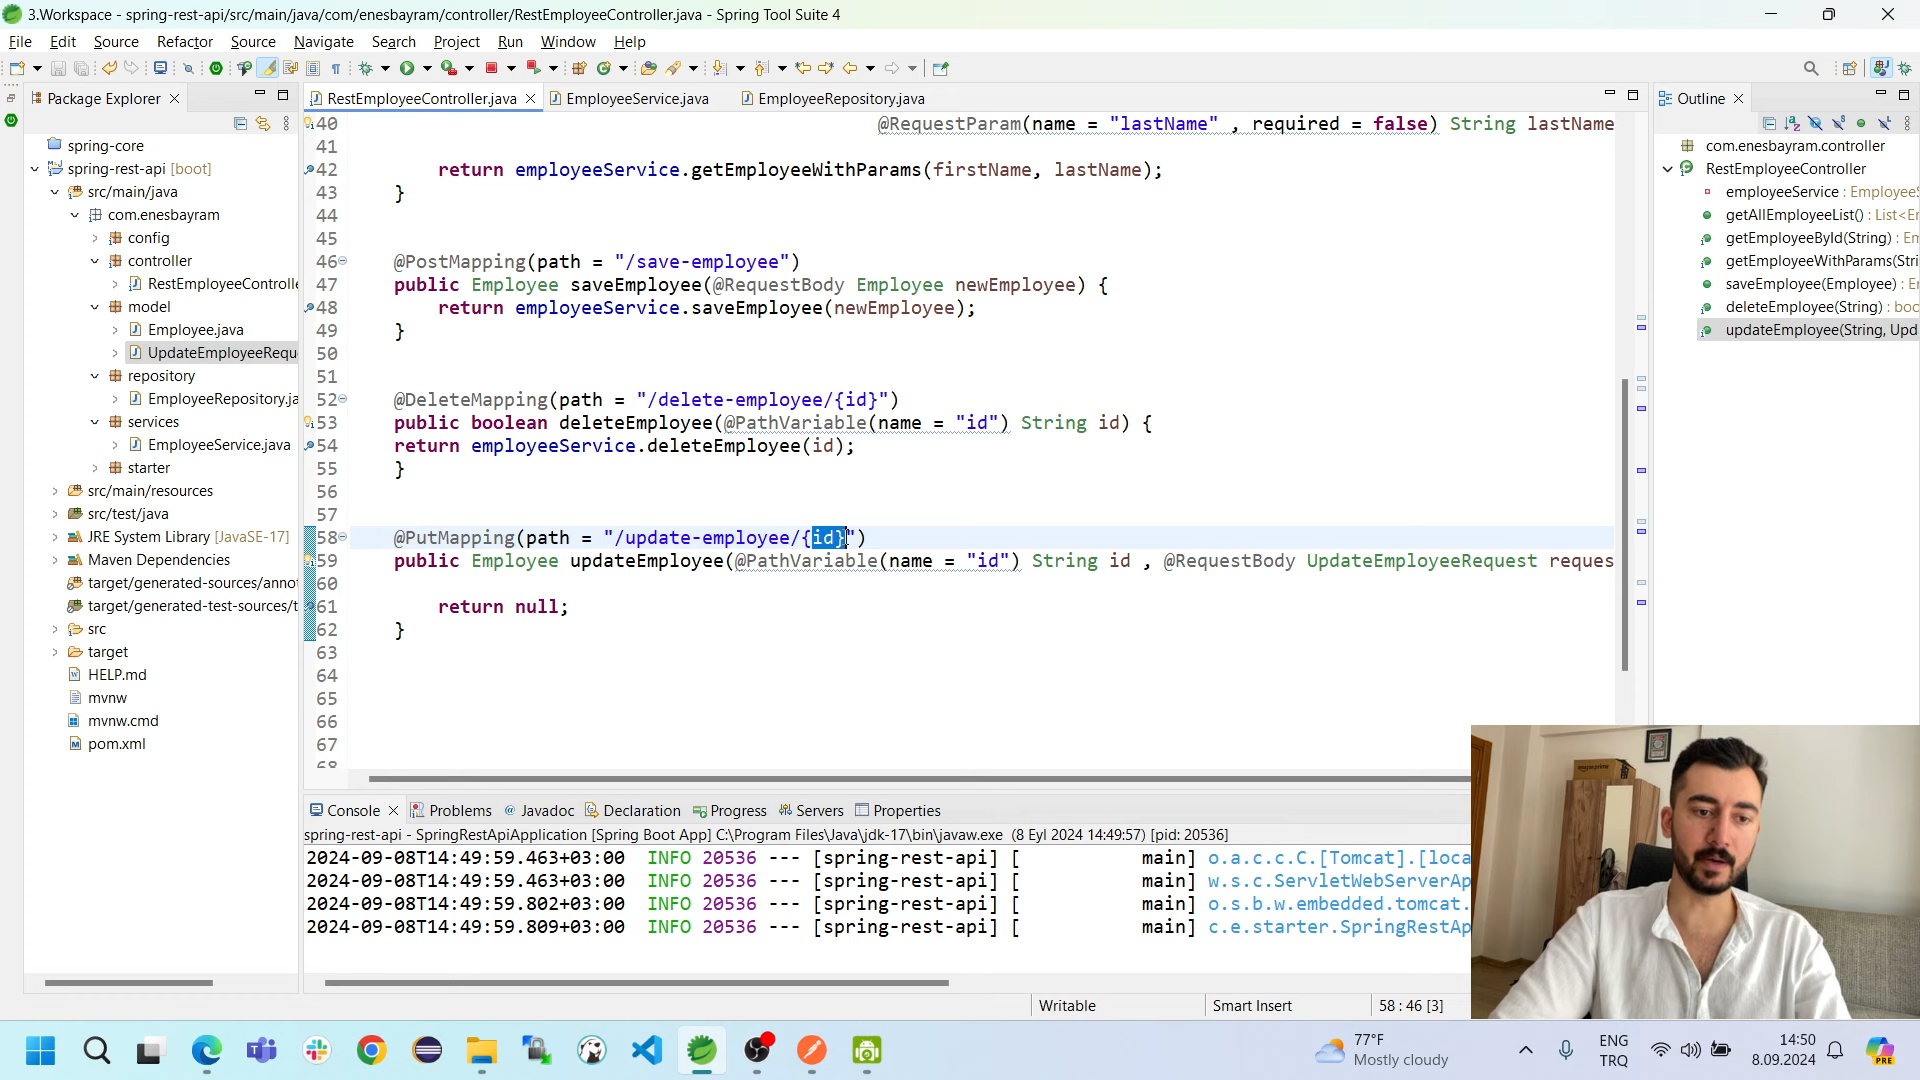 3.Workspace - spring-rest-api/src/main/java/com/enesbayram/controller/RestEmployeeController.java - Spring Tool Suite 4
File Edit Source Refactor Source Navigate Search Project Run Window Help
Package Explorer
RestEmployeeController.java EmployeeService.java EmployeeRepository.java
Outline
spring-core
spring-rest-api [boot]
src/main/java
com.enesbayram
config
controller
RestEmployeeControlle
model
Employee.java
UpdateEmployeeRequ
repository
EmployeeRepository.ja
services
EmployeeService.java
starter
src/main/resources
src/test/java
JRE System Library [JavaSE-17]
Maven Dependencies
target/generated-sources/annot
target/generated-test-sources/t
src
target
HELP.md
mvnw
mvnw.cmd
pom.xml
40 @RequestParam(name = "lastName" , required = false) String lastName
41
42 return employeeService.getEmployeeWithParams(firstName, lastName);
43 }
44
45
46 @PostMapping(path = "/save-employee")
47 public Employee saveEmployee(@RequestBody Employee newEmployee) {
48 return employeeService.saveEmployee(newEmployee);
49 }
50
51
52 @DeleteMapping(path = "/delete-employee/{id}")
53 public boolean deleteEmployee(@PathVariable(name = "id") String id) {
54 return employeeService.deleteEmployee(id);
55 }
56
57
58 @PutMapping(path = "/update-employee/{id}")
59 public Employee updateEmployee(@PathVariable(name = "id") String id , @RequestBody UpdateEmployeeRequest reques
60
61 return null;
62 }
63
64
65
66
67
68
com.enesbayram.controller
RestEmployeeController
employeeService : EmployeeS
getAllEmployeeList() : List<Er
getEmployeeById(String) : Em
getEmployeeWithParams(Stri
saveEmployee(Employee) : E
deleteEmployee(String) : boo
updateEmployee(String, Upd
Console Problems @ Javadoc Declaration Progress Servers Properties
spring-rest-api - SpringRestApiApplication [Spring Boot App] C:\Program Files\Java\jdk-17\bin\javaw.exe (8 Eyl 2024 14:49:57) [pid: 20536]
2024-09-08T14:49:59.463+03:00 INFO 20536 --- [spring-rest-api] [ main] o.a.c.c.C.[Tomcat].[loca
2024-09-08T14:49:59.463+03:00 INFO 20536 --- [spring-rest-api] [ main] w.s.c.ServletWebServerAp
2024-09-08T14:49:59.802+03:00 INFO 20536 --- [spring-rest-api] [ main] o.s.b.w.embedded.tomcat.
2024-09-08T14:49:59.809+03:00 INFO 20536 --- [spring-rest-api] [ main] c.e.starter.SpringRestAp
Writable Smart Insert 58 : 46 [3]
77°F
Mostly cloudy
ENG
TRQ
14:50
8.09.2024
PRE